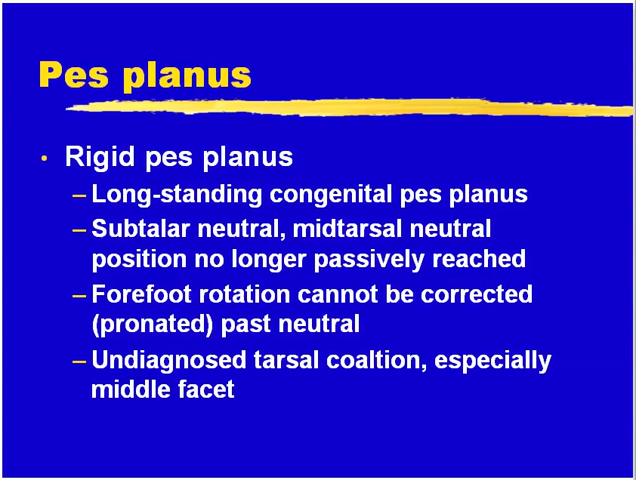 Pes planus
• Rigid pes planus
– Long-standing congenital pes planus
– Subtalar neutral, midtarsal neutral
position no longer passively reached
– Forefoot rotation cannot be corrected
(pronated) past neutral
– Undiagnosed tarsal coaltion, especially
middle facet